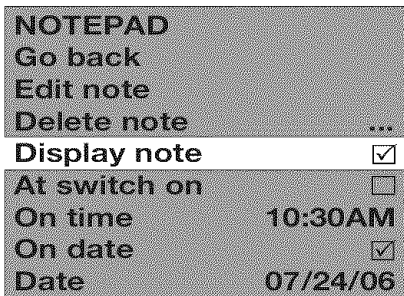 NOTEPAD
Go back
Edit note
Delete note ...
Display note ☑
At switch on ☐
On time 10:30AM
On date ☑
Date 07/24/06